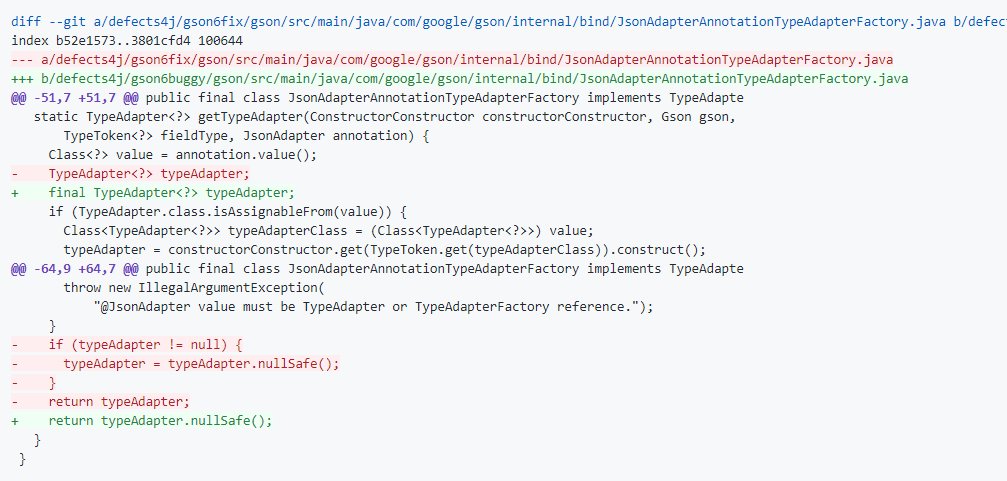 diff --git a/defects4j/gson6fix/gson/src/main/java/com/google/gson/internal/bind/JsonAdapterAnnotationTypeAdapterFactory.java b/defec
index b52e1573..3801cfd4 100644
--- a/defects4j/gson6fix/gson/src/main/java/com/google/gson/internal/bind/JsonAdapterAnnotationTypeAdapterFactory.java
+++ b/defects4j/gson6buggy/gson/src/main/java/com/google/gson/internal/bind/JsonAdapterAnnotationTypeAdapterFactory.java
@@ -51,7 +51,7 @@ public final class JsonAdapterAnnotationTypeAdapterFactory implements TypeAdapte
   static TypeAdapter<?> getTypeAdapter(ConstructorConstructor constructorConstructor, Gson gson,
       TypeToken<?> fieldType, JsonAdapter annotation) {
     Class<?> value = annotation.value();
-    TypeAdapter<?> typeAdapter;
+    final TypeAdapter<?> typeAdapter;
     if (TypeAdapter.class.isAssignableFrom(value)) {
       Class<TypeAdapter<?>> typeAdapterClass = (Class<TypeAdapter<?>>) value;
       typeAdapter = constructorConstructor.get(TypeToken.get(typeAdapterClass)).construct();
@@ -64,9 +64,7 @@ public final class JsonAdapterAnnotationTypeAdapterFactory implements TypeAdapte
       throw new IllegalArgumentException(
           "@JsonAdapter value must be TypeAdapter or TypeAdapterFactory reference.");
     }
-    if (typeAdapter != null) {
-      typeAdapter = typeAdapter.nullSafe();
-    }
-    return typeAdapter;
+    return typeAdapter.nullSafe();
   }
 }